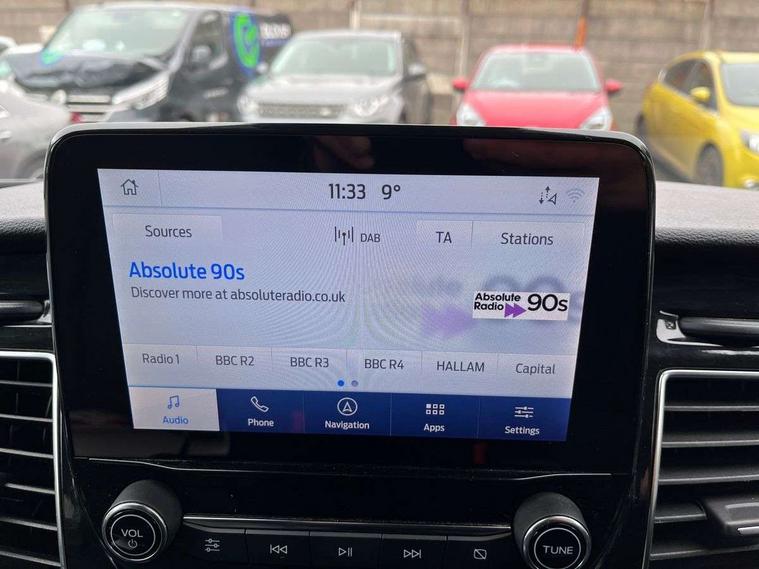 11:33 9°
Sources DAB TA Stations
Absolute 90s
Discover more at absoluteradio.co.uk
Absolute
Radio 90s
Radio 1 BBC R2 BBC R3 BBC R4 HALLAM Capital
Audio Phone Navigation Apps Settings
VOL TUNE